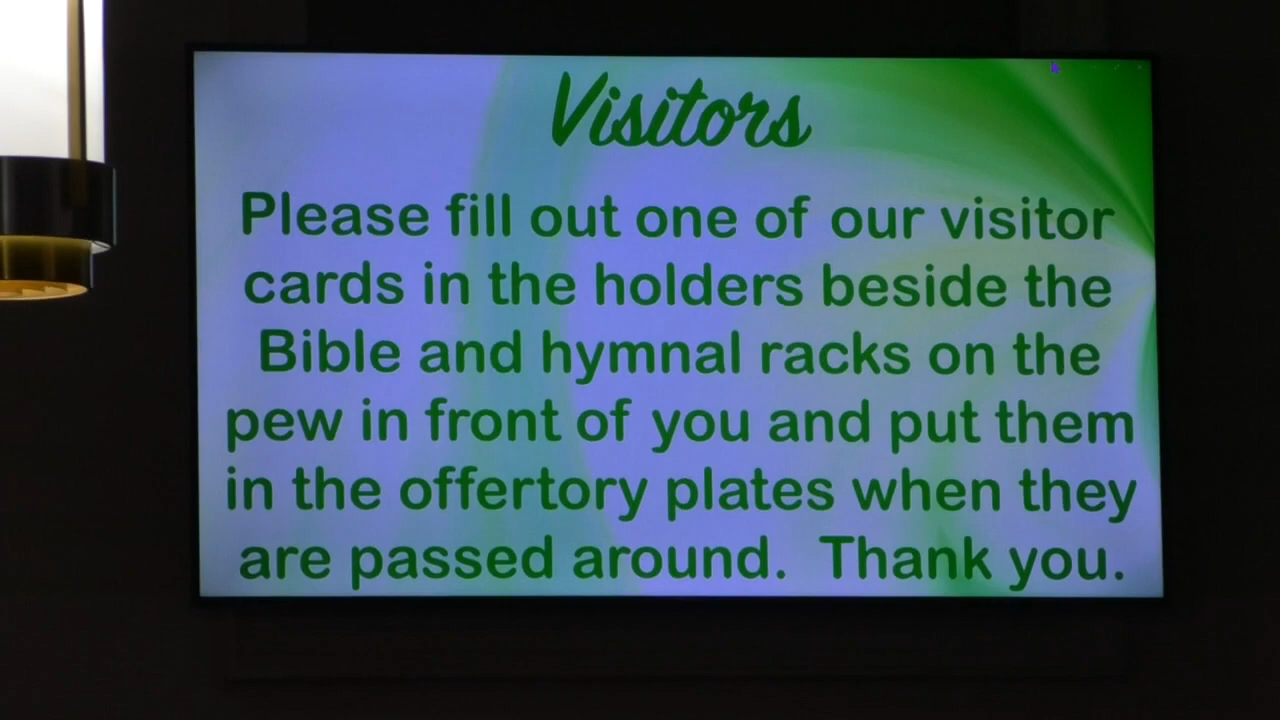 Visitors
Please fill out one of our visitor
cards in the holders beside the
Bible and hymnal racks on the
pew in front of you and put them
in the offertory plates when they
are passed around.  Thank you.